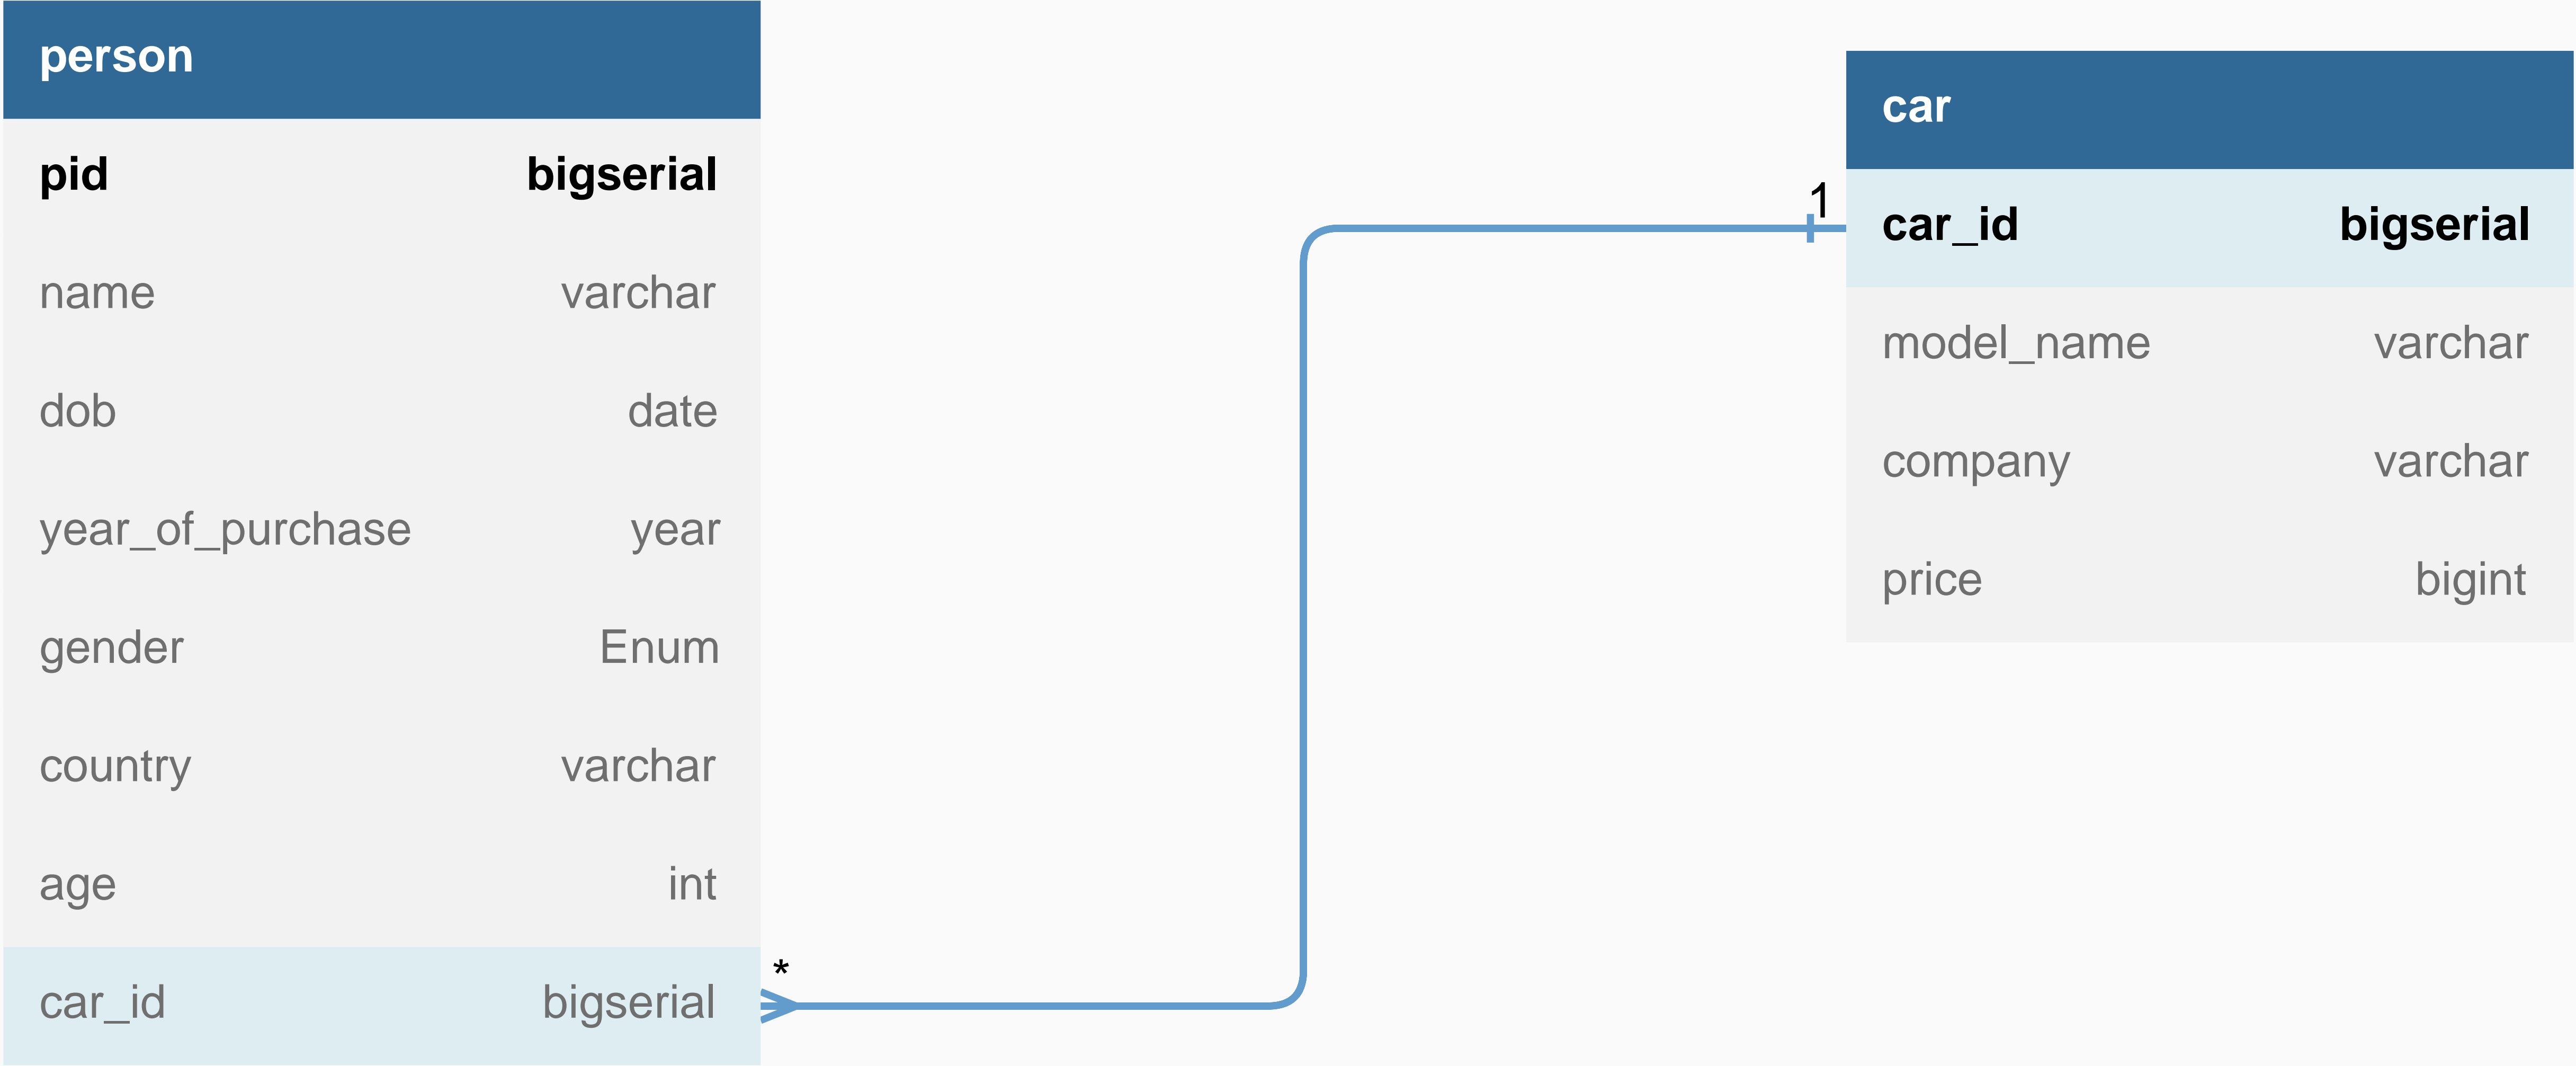 person
pid bigserial
name varchar
dob date
year_of_purchase year
gender Enum
country varchar
age int
car_id bigserial
*
1
car
car_id bigserial
model_name varchar
company varchar
price bigint